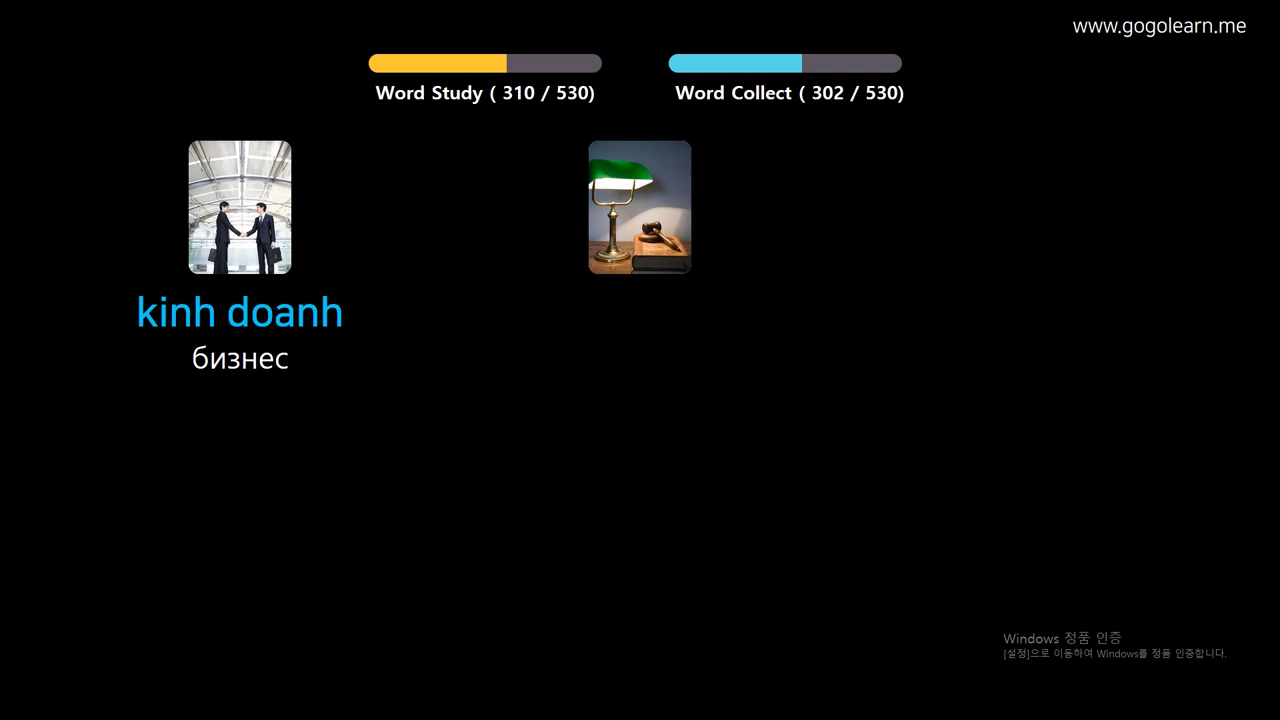 www.gogolearn.me
Word Study ( 310 / 530)
Word Collect ( 302 / 530)
kinh doanh
бизнес
Windows 정품 인증
[설정]으로 이동하여 Windows를 정품 인증합니다.